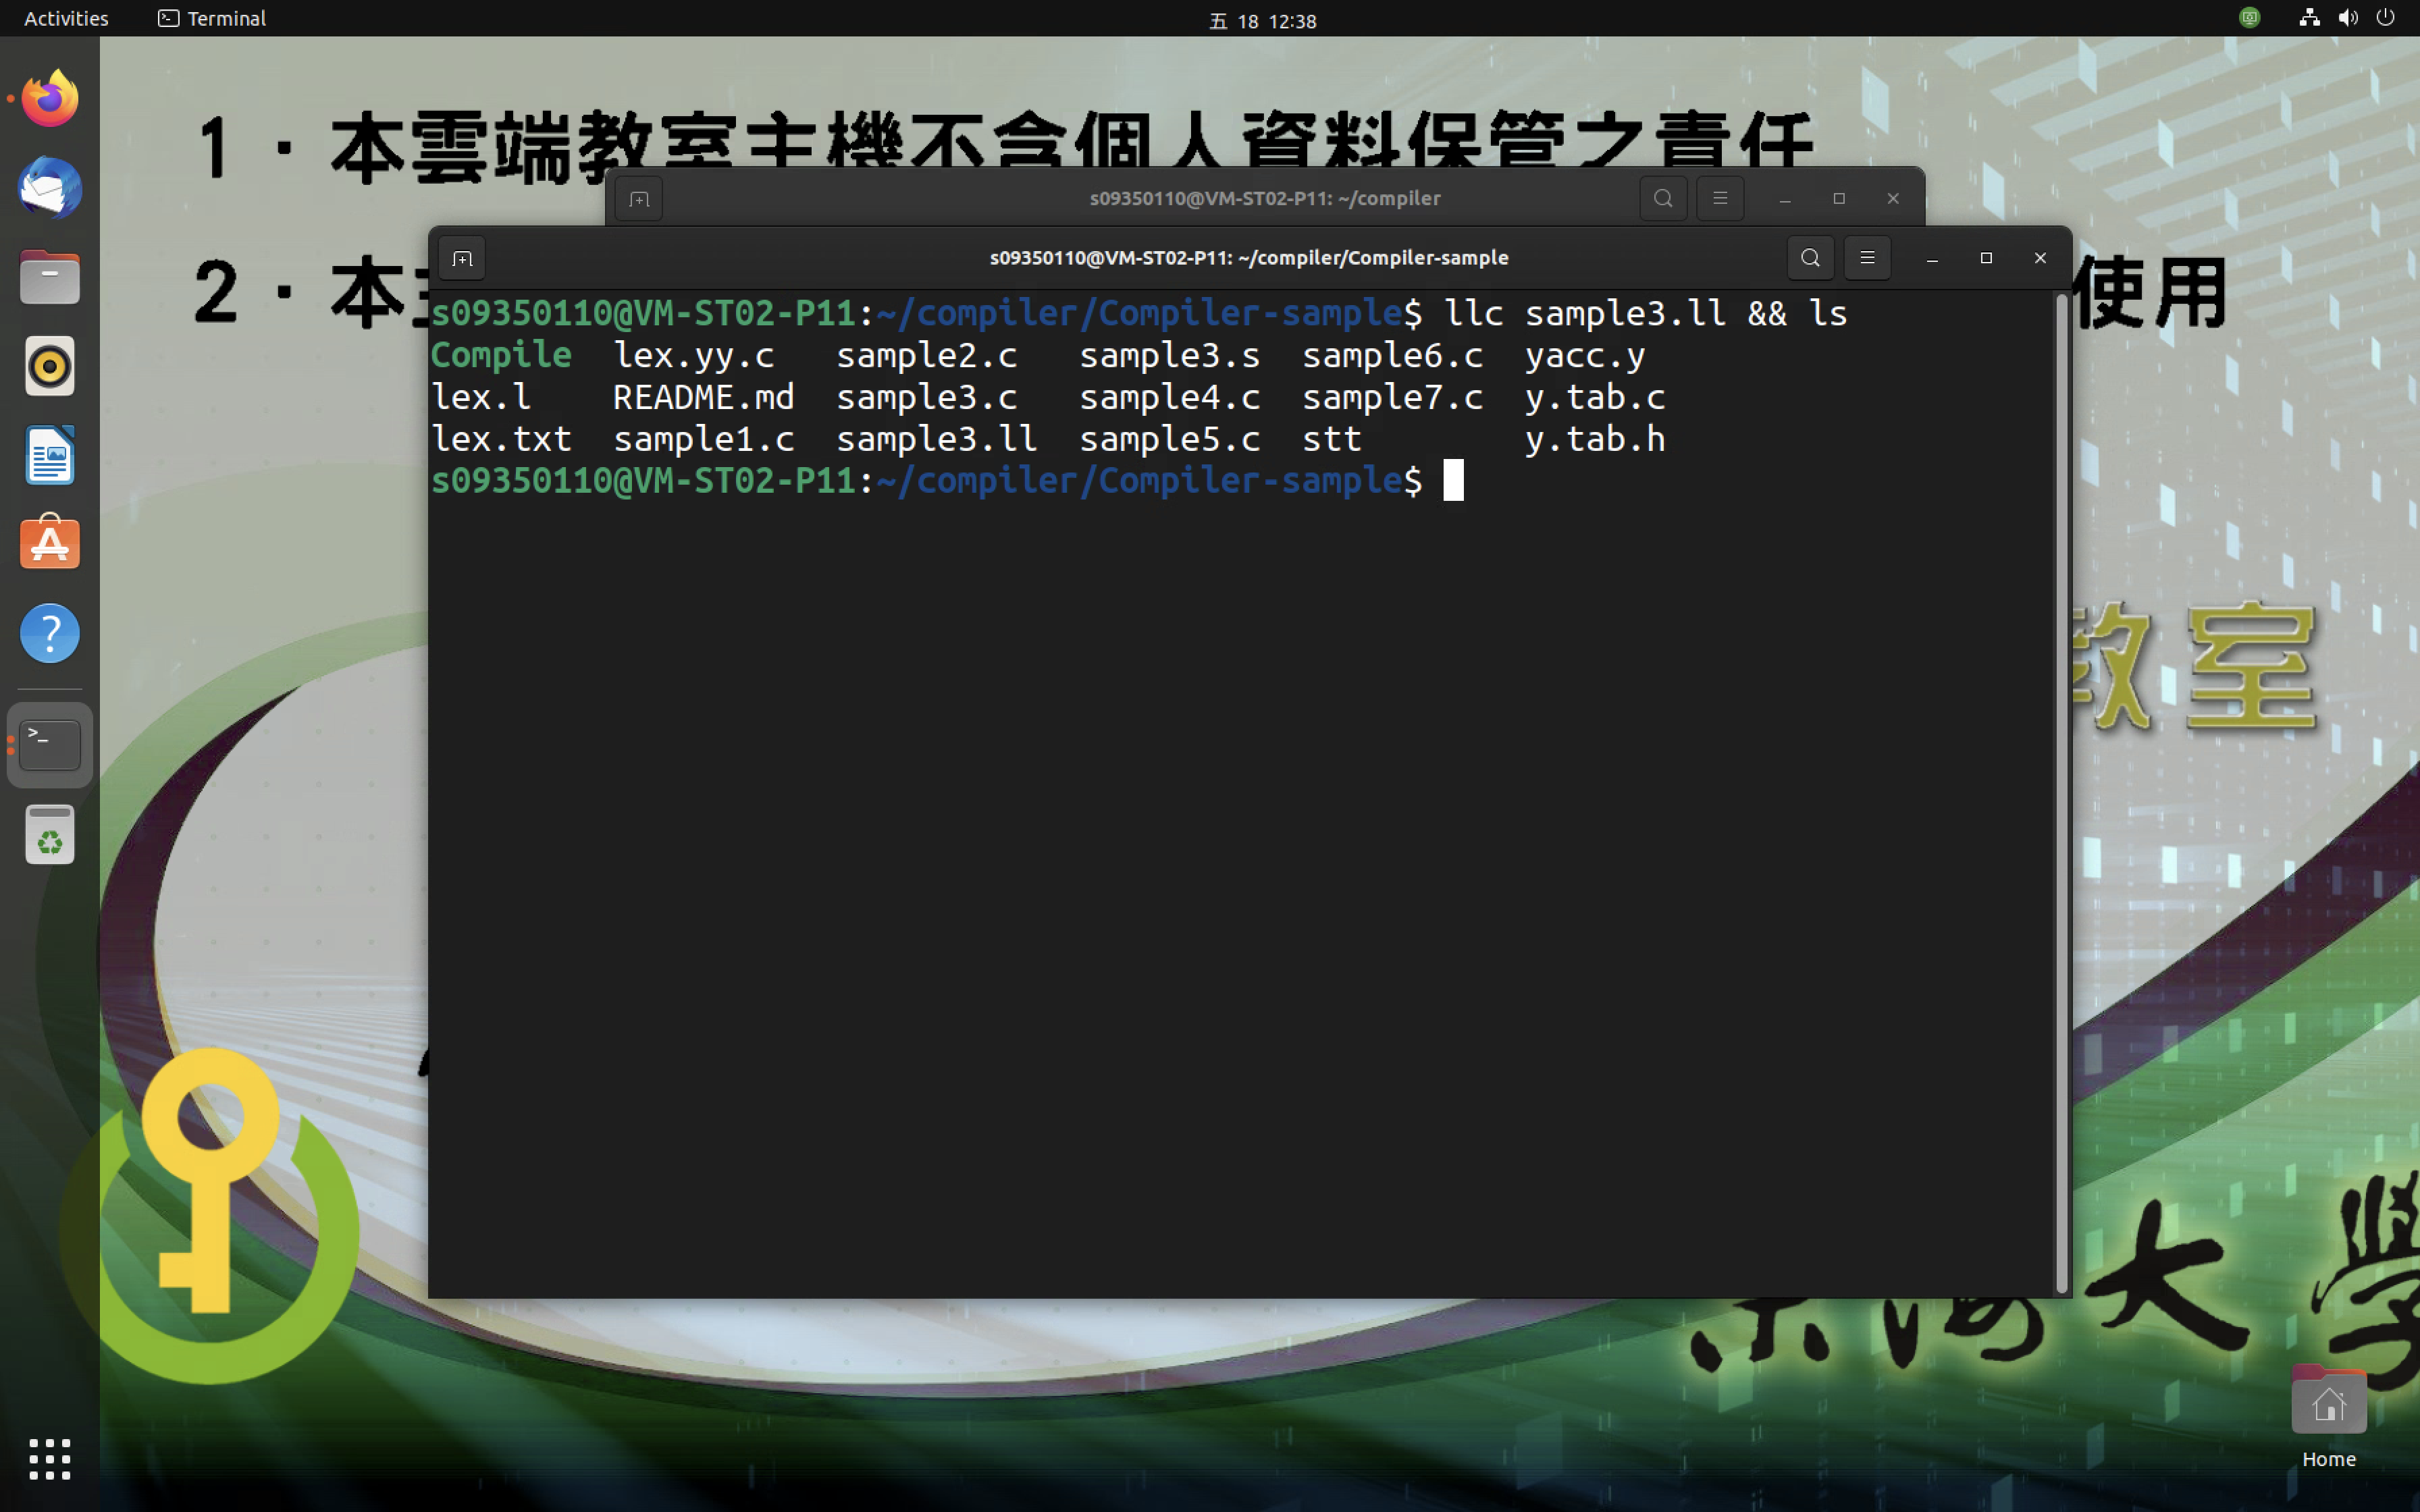 Activities Terminal 五 18 12:38
1．本雲端教室主機不含個人資料保管之責任
s09350110@VM-ST02-P11: ~/compiler
s09350110@VM-ST02-P11: ~/compiler/Compiler-sample
2．本 使用
s09350110@VM-ST02-P11:~/compiler/Compiler-sample$ llc sample3.ll && ls
Compile lex.yy.c sample2.c sample3.s sample6.c yacc.y
lex.l README.md sample3.c sample4.c sample7.c y.tab.c
lex.txt sample1.c sample3.ll sample5.c stt y.tab.h
s09350110@VM-ST02-P11:~/compiler/Compiler-sample$
教室
東海大學
Home